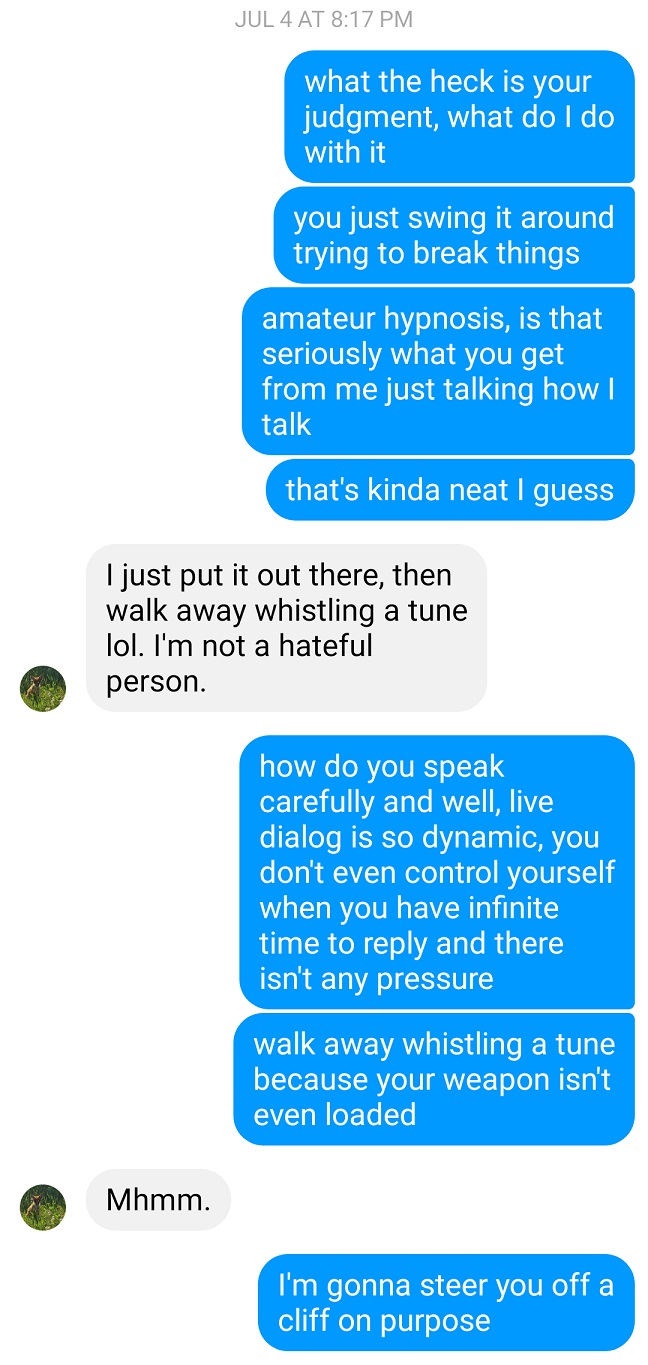 JUL 4 AT 8:17 PM
what the heck is your
judgment, what do I do
with it
you just swing it around
trying to break things
amateur hypnosis, is that
seriously what you get
from me just talking how I
talk
that's kinda neat I guess
I just put it out there, then
walk away whistling a tune
lol. I'm not a hateful
person.
how do you speak
carefully and well, live
dialog is so dynamic, you
don't even control yourself
when you have infinite
time to reply and there
isn't any pressure
walk away whistling a tune
because your weapon isn't
even loaded
Mhmm.
I'm gonna steer you off a
cliff on purpose